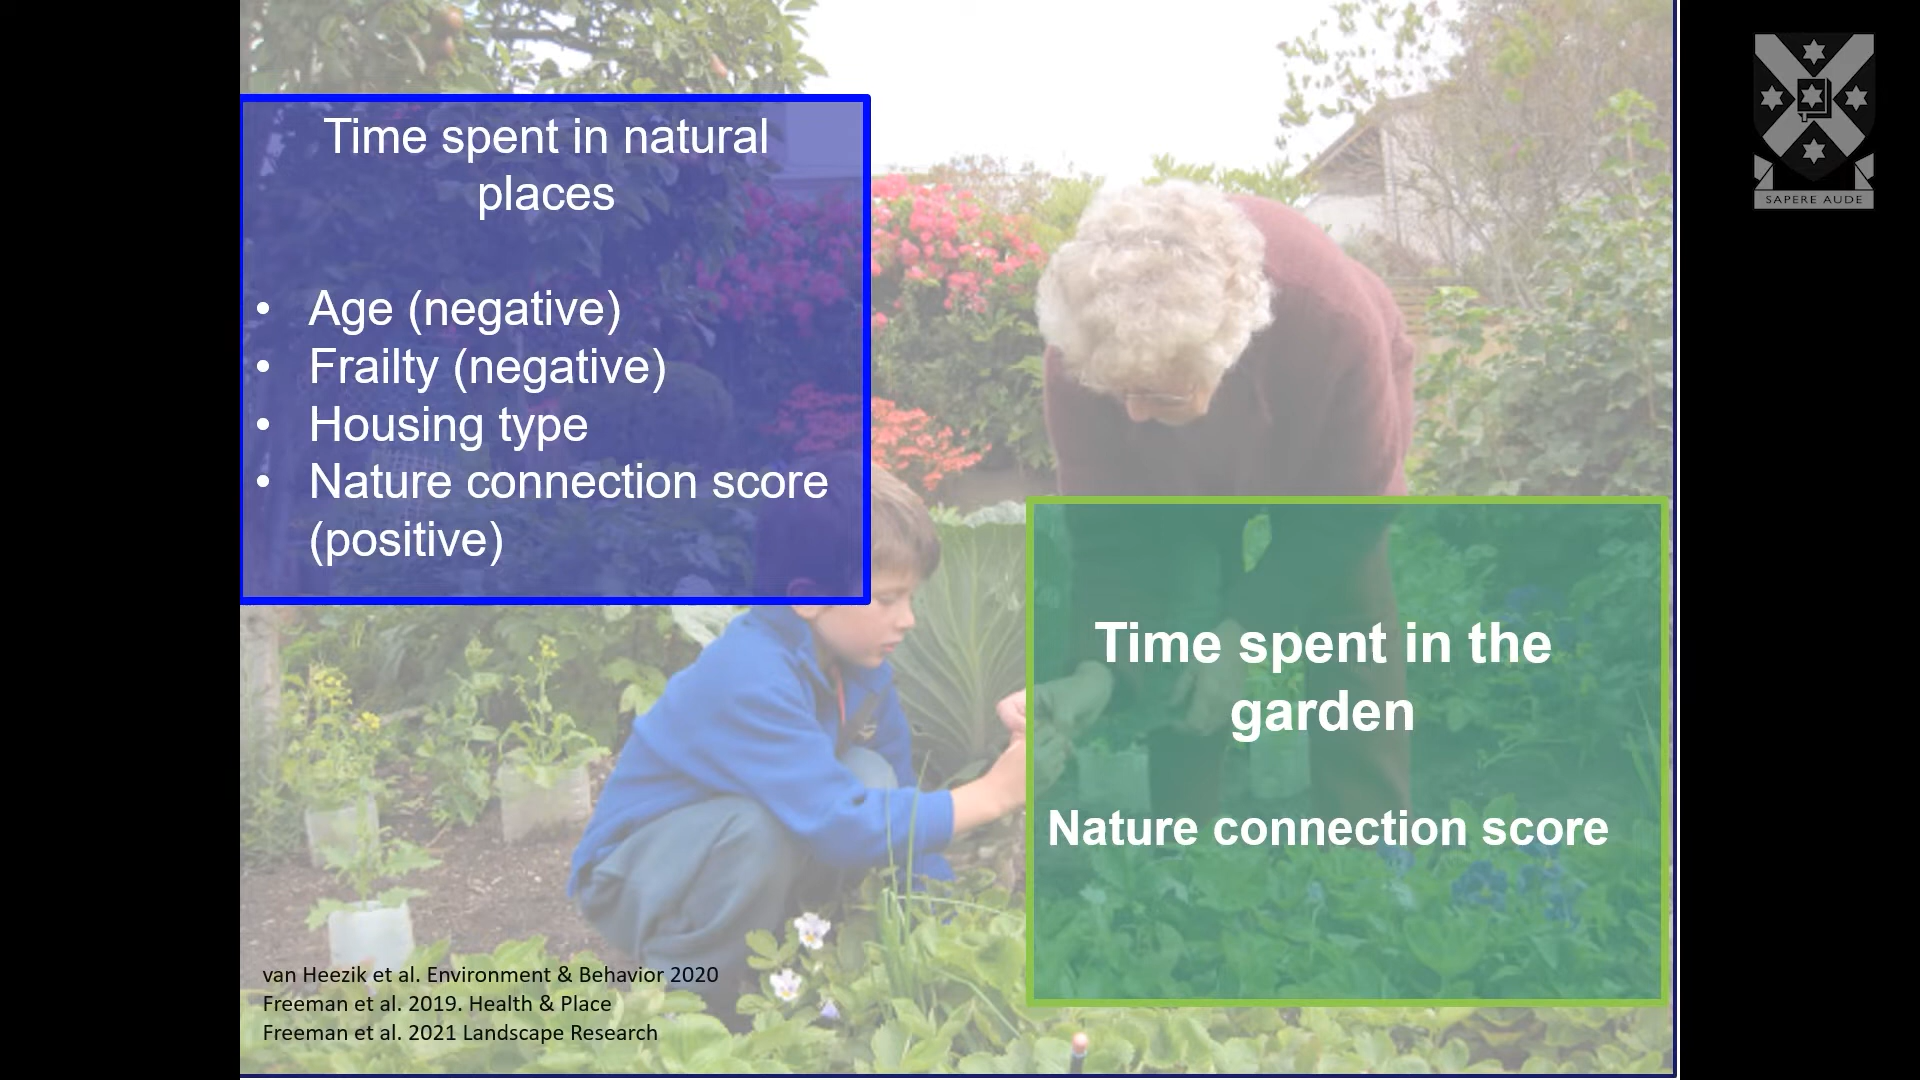 Time spent in natural
places
• Age (negative)
• Frailty (negative)
• Housing type
• Nature connection score
(positive)
Time spent in the
garden
Nature connection score
van Heezik et al. Environment & Behavior 2020
Freeman et al. 2019. Health & Place
Freeman et al. 2021 Landscape Research
SAPERE AUDE